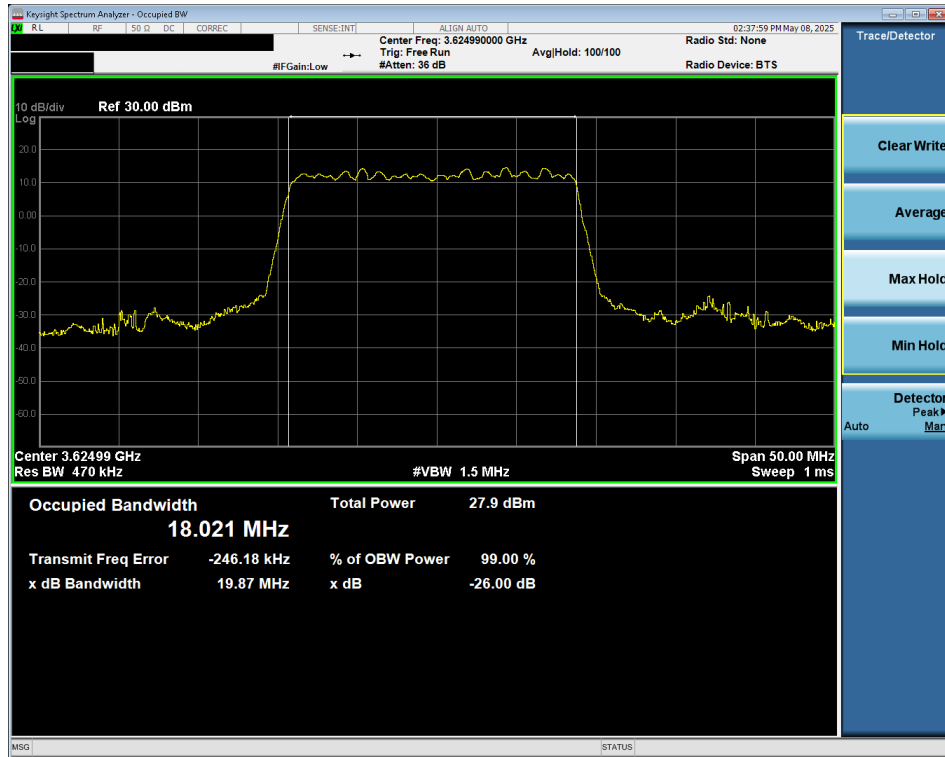 Keysight Spectrum Analyzer - Occupied BW
LXI RL RF 50 Ω DC CORREC SENSE:INT ALIGN AUTO 02:37:59 PM May 08, 2025
Center Freq: 3.624990000 GHz Radio Std: None
Trig: Free Run Avg|Hold: 100/100
#IFGain:Low #Atten: 36 dB Radio Device: BTS
Trace/Detector
10 dB/div Ref 30.00 dBm
Log
20.0
10.0
0.00
-10.0
-20.0
-30.0
-40.0
-50.0
-60.0
Center 3.62499 GHz Span 50.00 MHz
Res BW 470 kHz #VBW 1.5 MHz Sweep 1 ms
Occupied Bandwidth Total Power 27.9 dBm
18.021 MHz
Transmit Freq Error -246.18 kHz % of OBW Power 99.00 %
x dB Bandwidth 19.87 MHz x dB -26.00 dB
Clear Write
Average
Max Hold
Min Hold
Detector
Peak▶
Auto Man
MSG STATUS